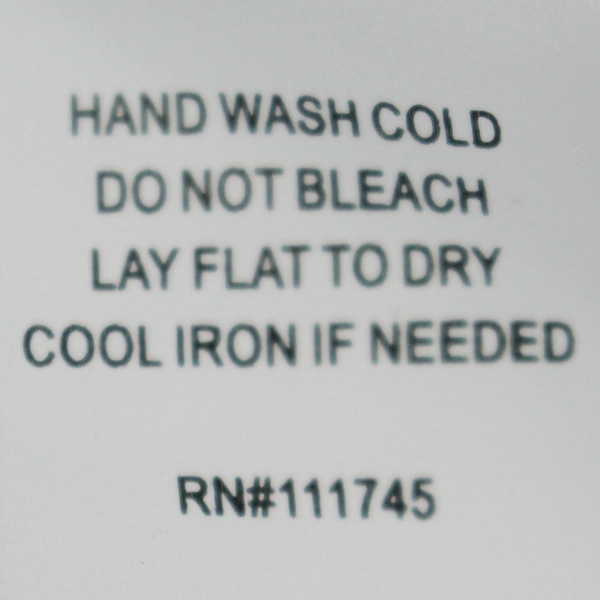 HAND WASH COLD
DO NOT BLEACH
LAY FLAT TO DRY
COOL IRON IF NEEDED
RN#111745